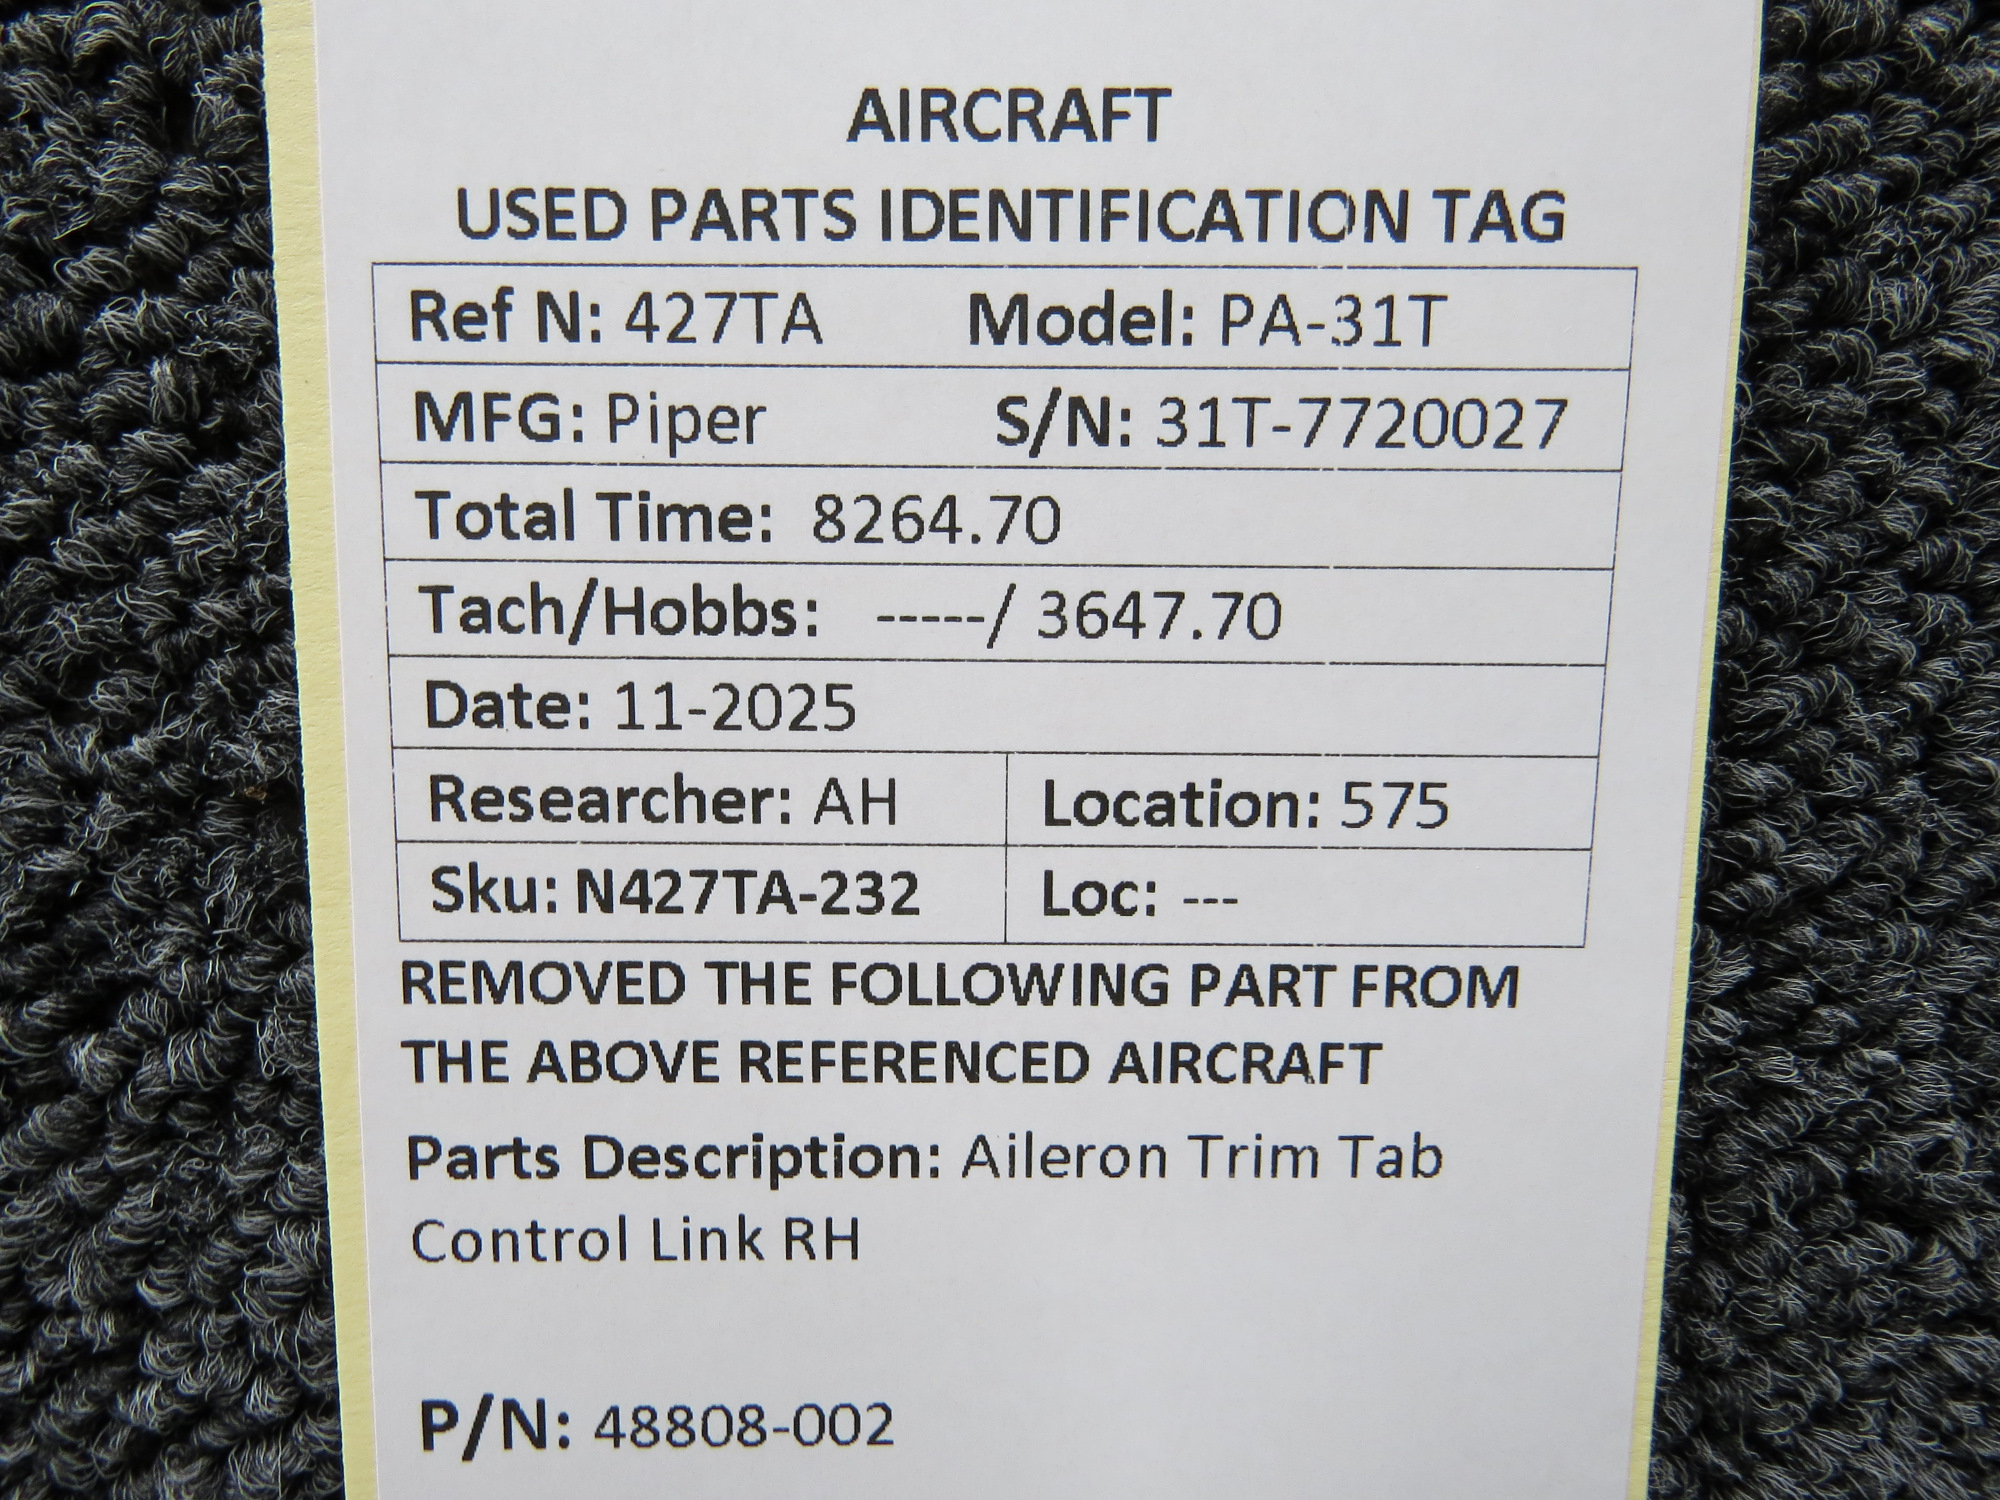 AIRCRAFT
USED PARTS IDENTIFICATION TAG
Ref N: 427TA Model: PA-31T
MFG: Piper S/N: 31T-7720027
Total Time: 8264.70
Tach/Hobbs: -----/ 3647.70
Date: 11-2025
Researcher: AH Location: 575
Sku: N427TA-232 Loc: ---
REMOVED THE FOLLOWING PART FROM
THE ABOVE REFERENCED AIRCRAFT
Parts Description: Aileron Trim Tab
Control Link RH
P/N: 48808-002